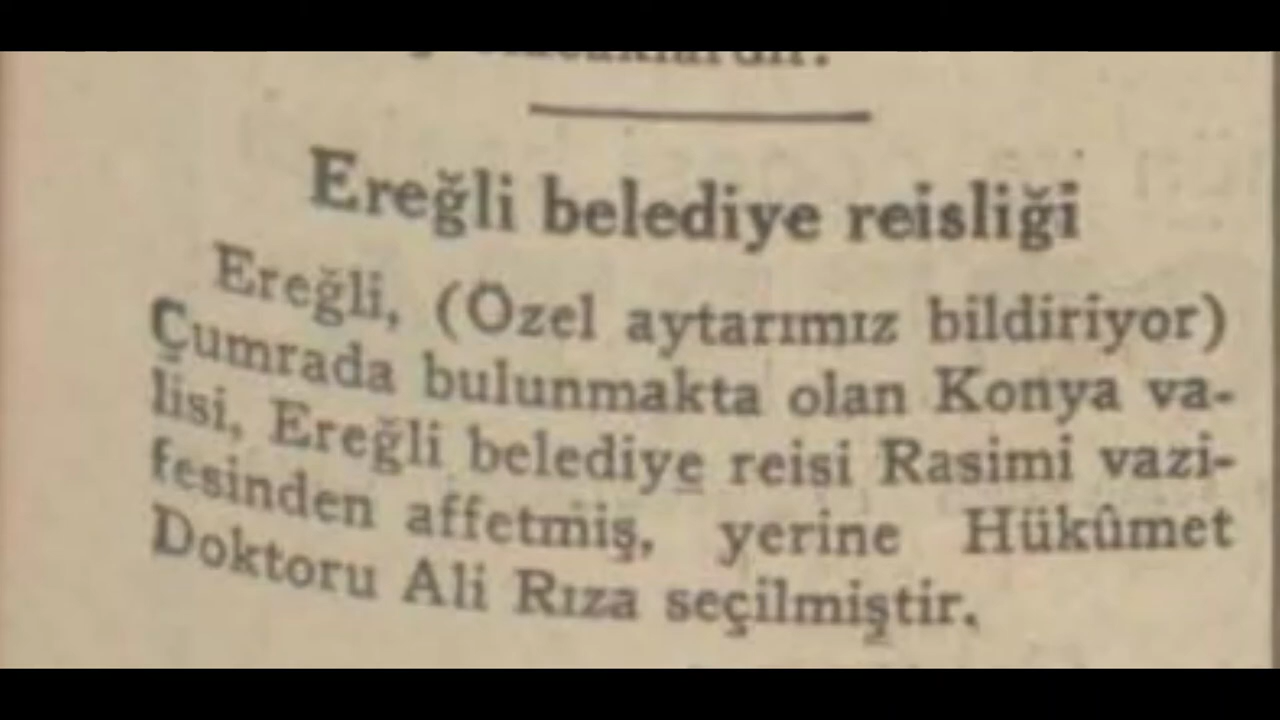 Ereğli belediye reisliği
Ereğli, (Özel aytarımız bildiriyor)
Çumrada bulunmakta olan Konya va-
lisi, Ereğli belediye reisi Rasimi vazi-
fesinden affetmiş, yerine Hükûmet
Doktoru Ali Rıza seçilmiştir.